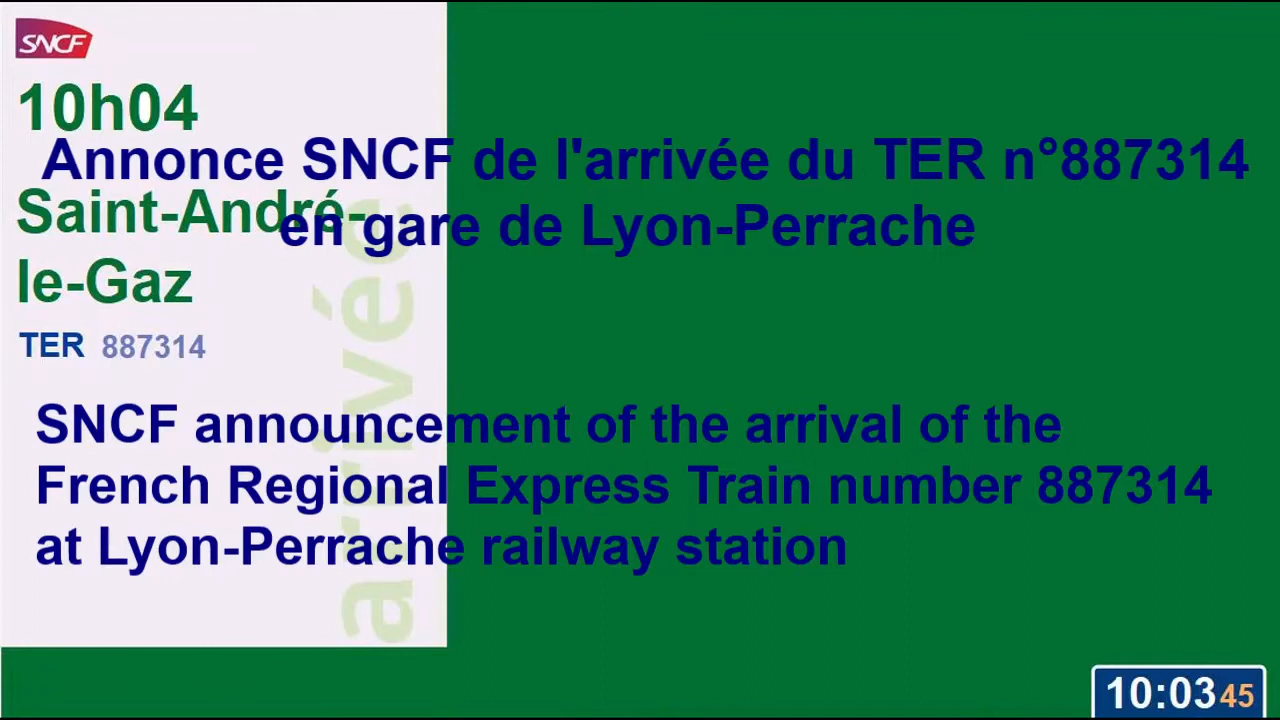 SNCF
10h04
Annonce SNCF de l'arrivée du TER n°887314
Saint-André-
en gare de Lyon-Perrache
le-Gaz
TER 887314
arrivée
SNCF announcement of the arrival of the
French Regional Express Train number 887314
at Lyon-Perrache railway station
10:03 45